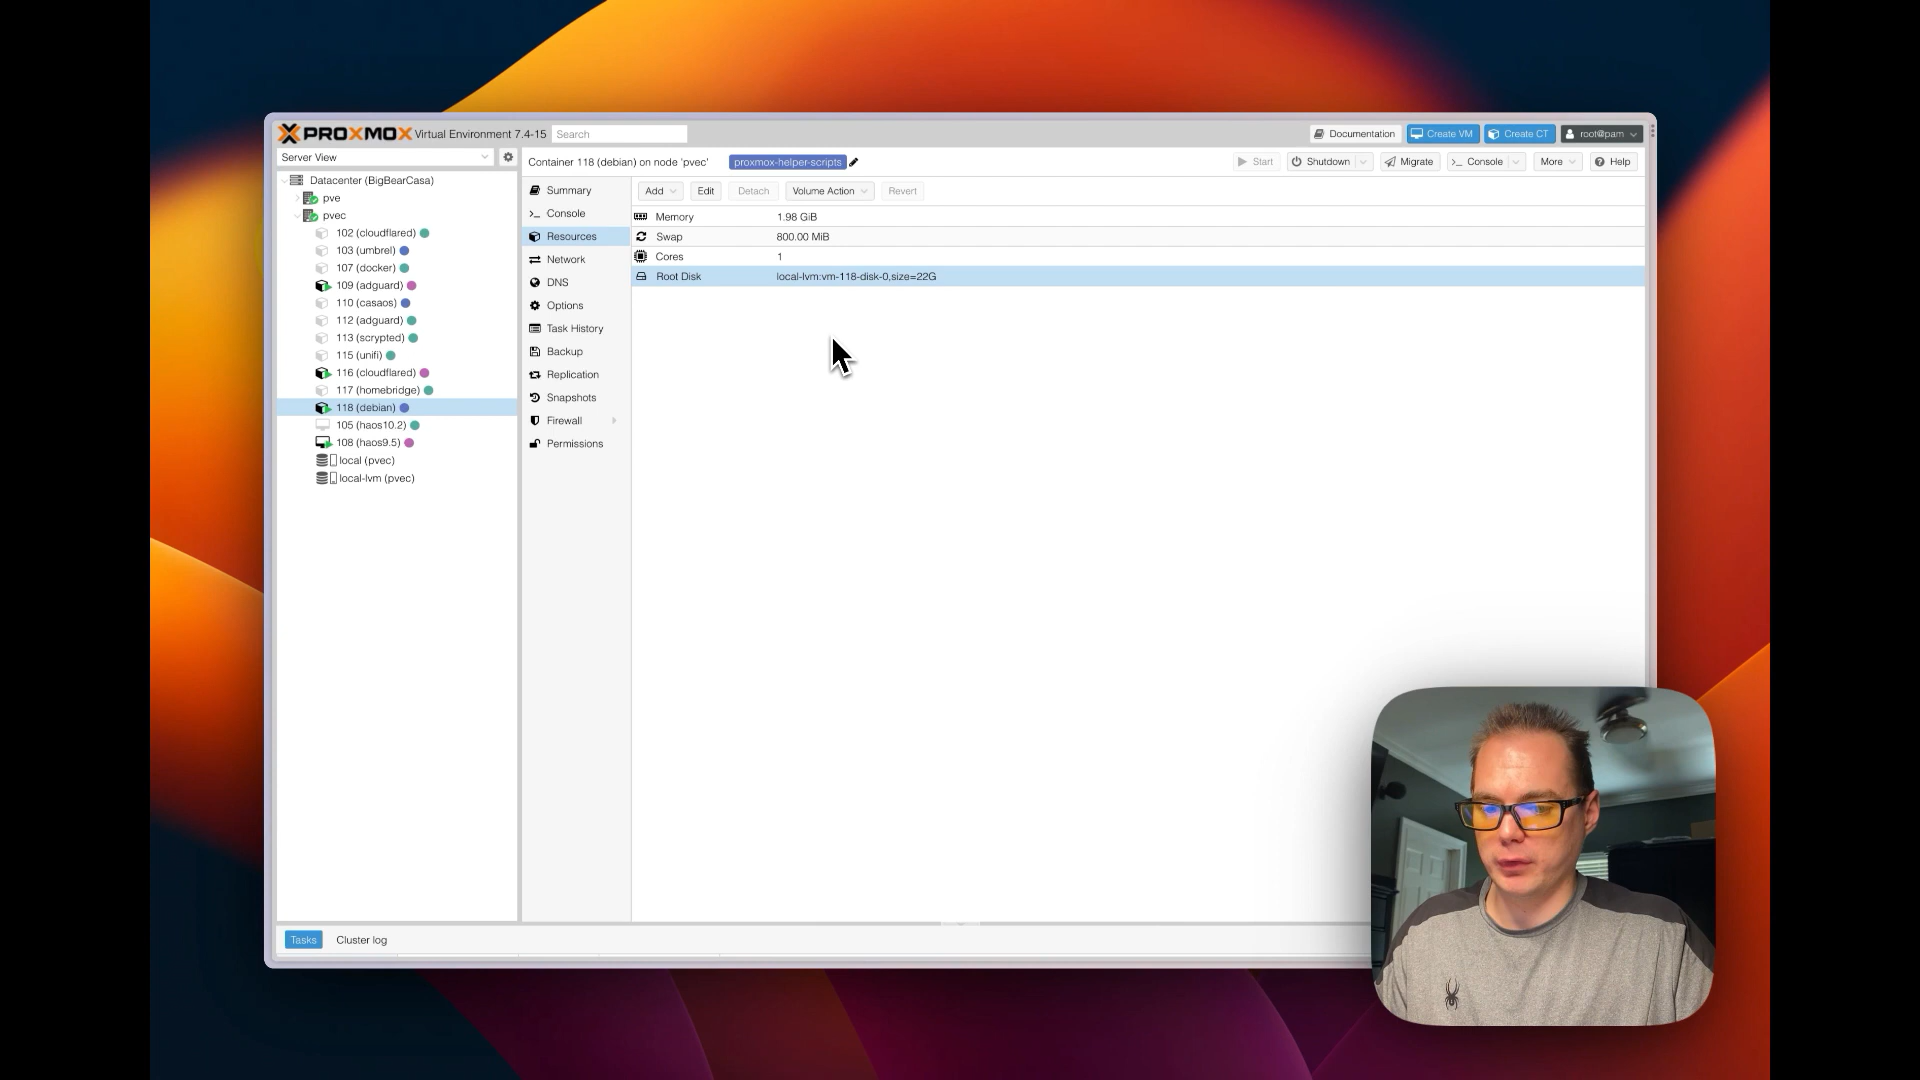 PROXMOX Virtual Environment 7.4-15 Search Documentation Create VM Create CT root@pam
Server View
Container 118 (debian) on node 'pvec' proxmox-helper-scripts Start Shutdown Migrate Console More Help
Datacenter (BigBearCasa)
pve
pvec
102 (cloudflared)
103 (umbrel)
107 (docker)
109 (adguard)
110 (casaos)
112 (adguard)
113 (scrypted)
115 (unifi)
116 (cloudflared)
117 (homebridge)
118 (debian)
105 (haos10.2)
108 (haos9.5)
local (pvec)
local-lvm (pvec)
Summary
Console
Resources
Network
DNS
Options
Task History
Backup
Replication
Snapshots
Firewall
Permissions
Add Edit Detach Volume Action Revert
Memory 1.98 GiB
Swap 800.00 MiB
Cores 1
Root Disk local-lvm:vm-118-disk-0,size=22G
Tasks Cluster log